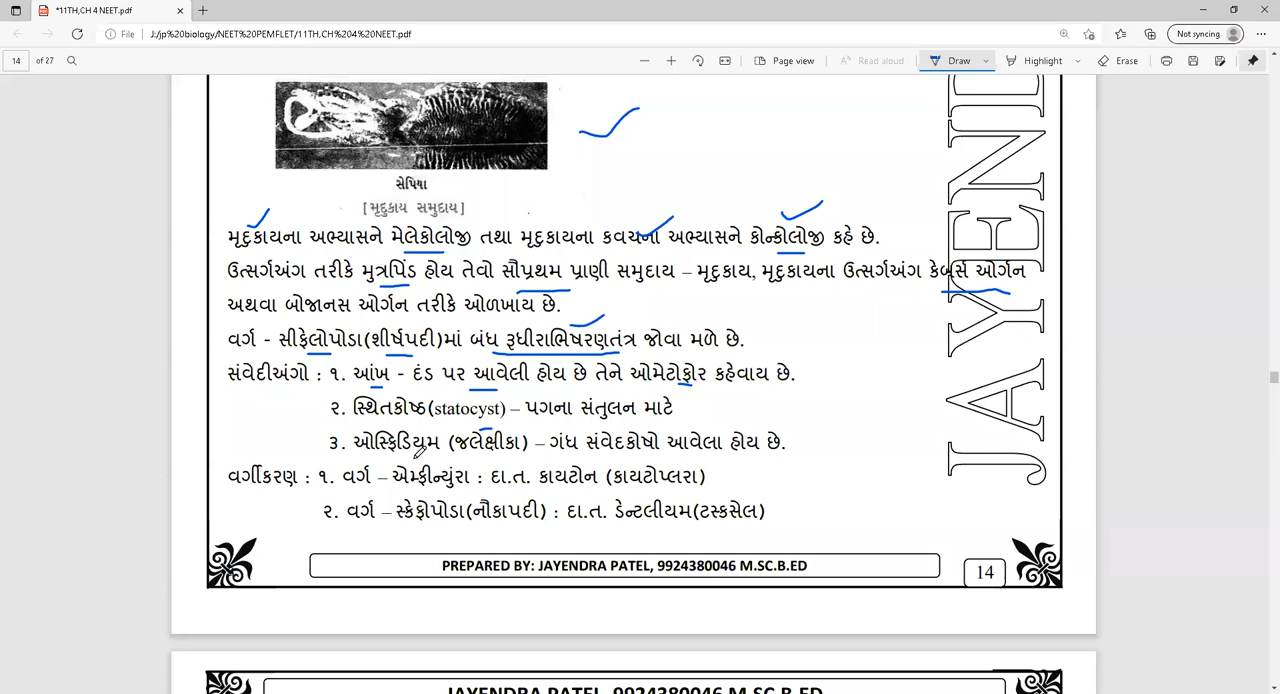 *11TH,CH 4 NEET.pdf
File J:/jp%20biology/NEET%20PEMFLET/11TH,CH%204%20NEET.pdf Not syncing
14 of 27 Page view Read aloud Draw Highlight Erase
સેપિયા
[મૃદુકાય સમુદાય]
મૃદુકાયના અભ્યાસને મેલેકોલોજી તથા મૃદુકાયના કવચના અભ્યાસને કોન્કોલોજી કહે છે.
ઉત્સર્ગઅંગ તરીકે મુત્રપિંડ હોય તેવો સૌપ્રથમ પ્રાણી સમુદાય – મૃદુકાય, મૃદુકાયના ઉત્સર્ગઅંગ કેબર્સ ઓર્ગન
અથવા બોજાનસ ઓર્ગન તરીકે ઓળખાય છે.
વર્ગ - સીફેલોપોડા(શીર્ષપદી)માં બંધ રૂધીરાભિષરણતંત્ર જોવા મળે છે.
સંવેદીઅંગો : ૧. આંખ - દંડ પર આવેલી હોય છે તેને ઓમેટોફોર કહેવાય છે.
૨. સ્થિતકોષ્ઠ(statocyst) – પગના સંતુલન માટે
૩. ઓસ્ફ્રિડિયમ (જલેક્ષીકા) – ગંધ સંવેદકોષો આવેલા હોય છે.
વર્ગીકરણ : ૧. વર્ગ – એમ્ફીન્યુંરા : દા.ત. કાયટોન (કાયટોપ્લરા)
૨. વર્ગ – સ્કેફોપોડા(નૌકાપદી) : દા.ત. ડેન્ટલીયમ(ટસ્કસેલ)
PREPARED BY: JAYENDRA PATEL, 9924380046 M.SC.B.ED
14
JAYEND
JAYENDRA PATEL, 9924380046 M.SC.B.ED